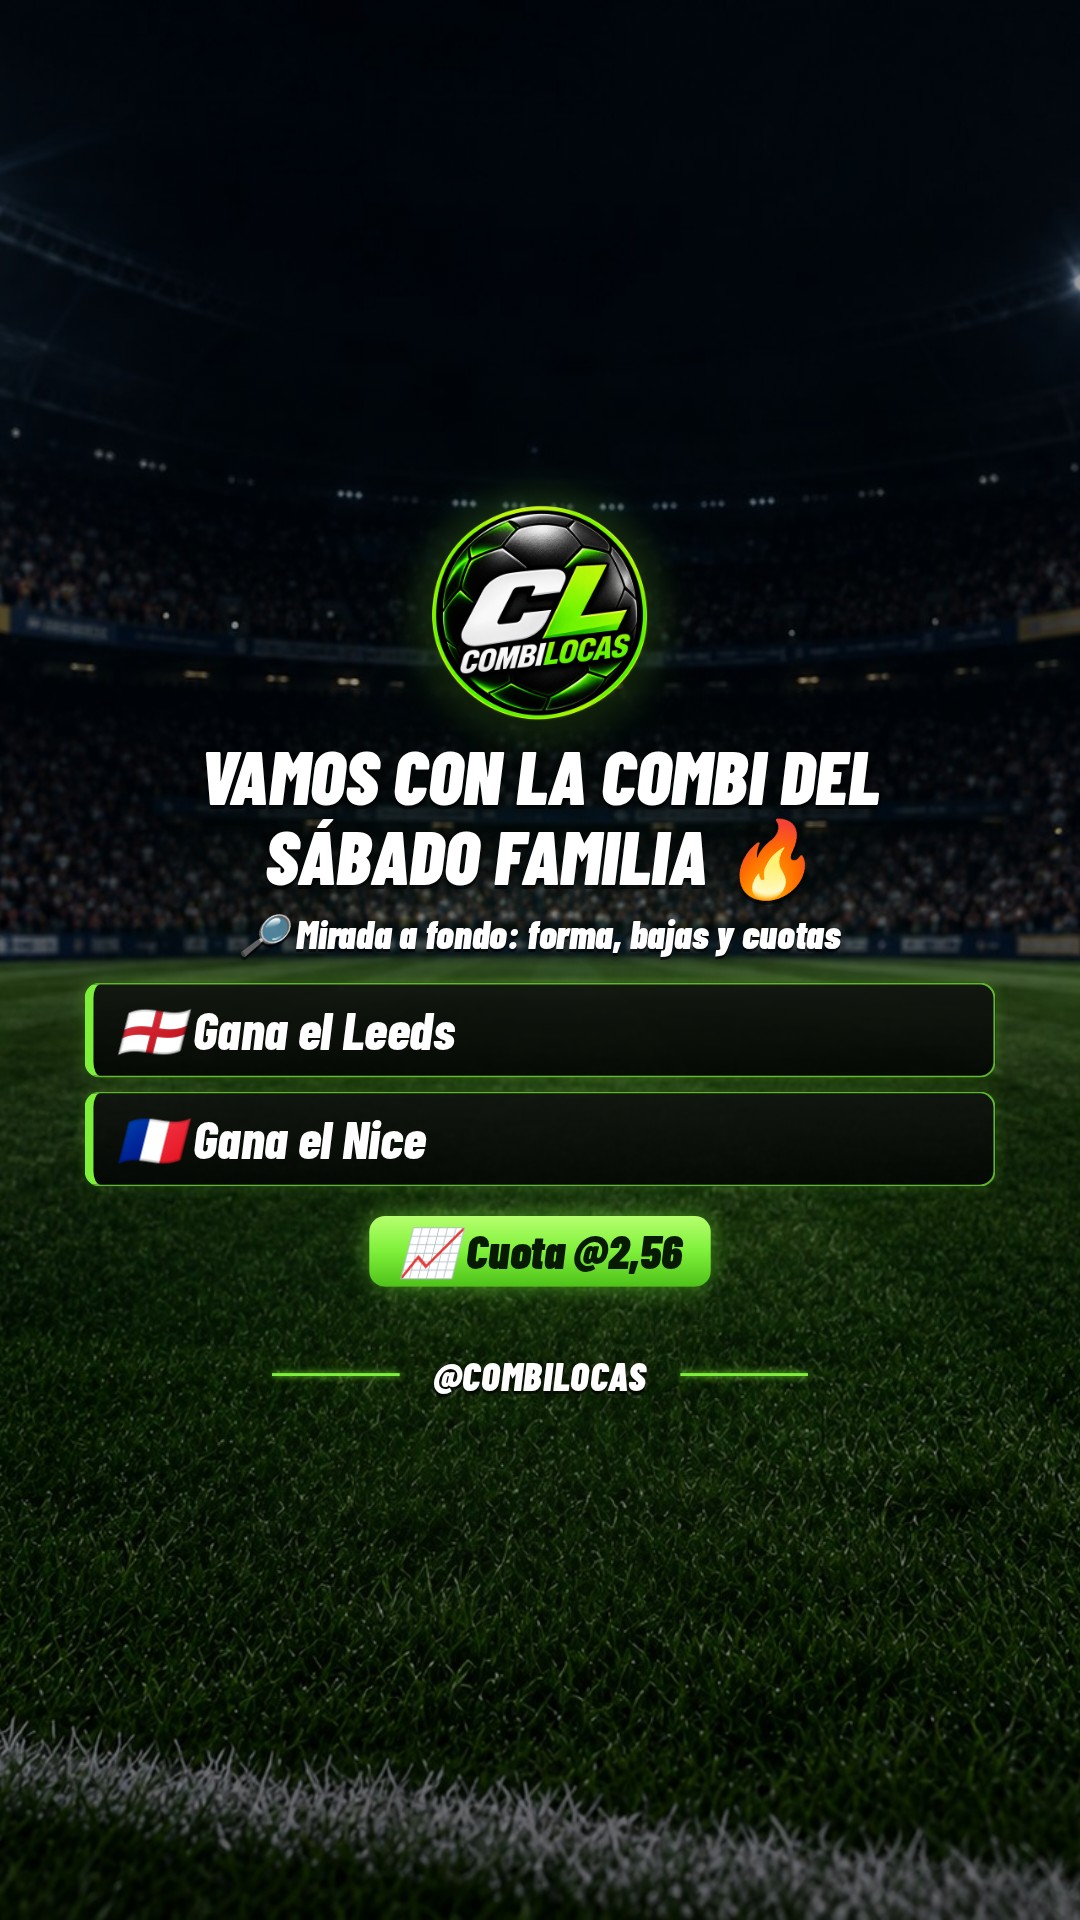 CL
COMBILOCAS
VAMOS CON LA COMBI DEL
SÁBADO FAMILIA 🔥
🔎 Mirada a fondo: forma, bajas y cuotas
🏴󠁧󠁢󠁥󠁮󠁧󠁿 Gana el Leeds
🇫🇷 Gana el Nice
📈 Cuota @2,56
@COMBILOCAS